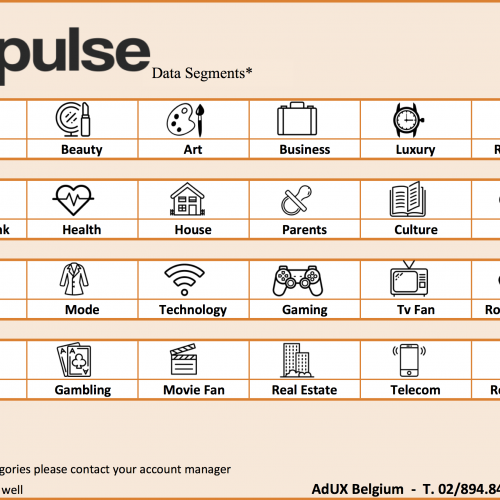 pulse Data Segments*
Beauty Art Business Luxury R
nk Health House Parents Culture
Mode Technology Gaming Tv Fan Ro
Gambling Movie Fan Real Estate Telecom Re
gories please contact your account manager
well
AdUX Belgium - T. 02/894.84